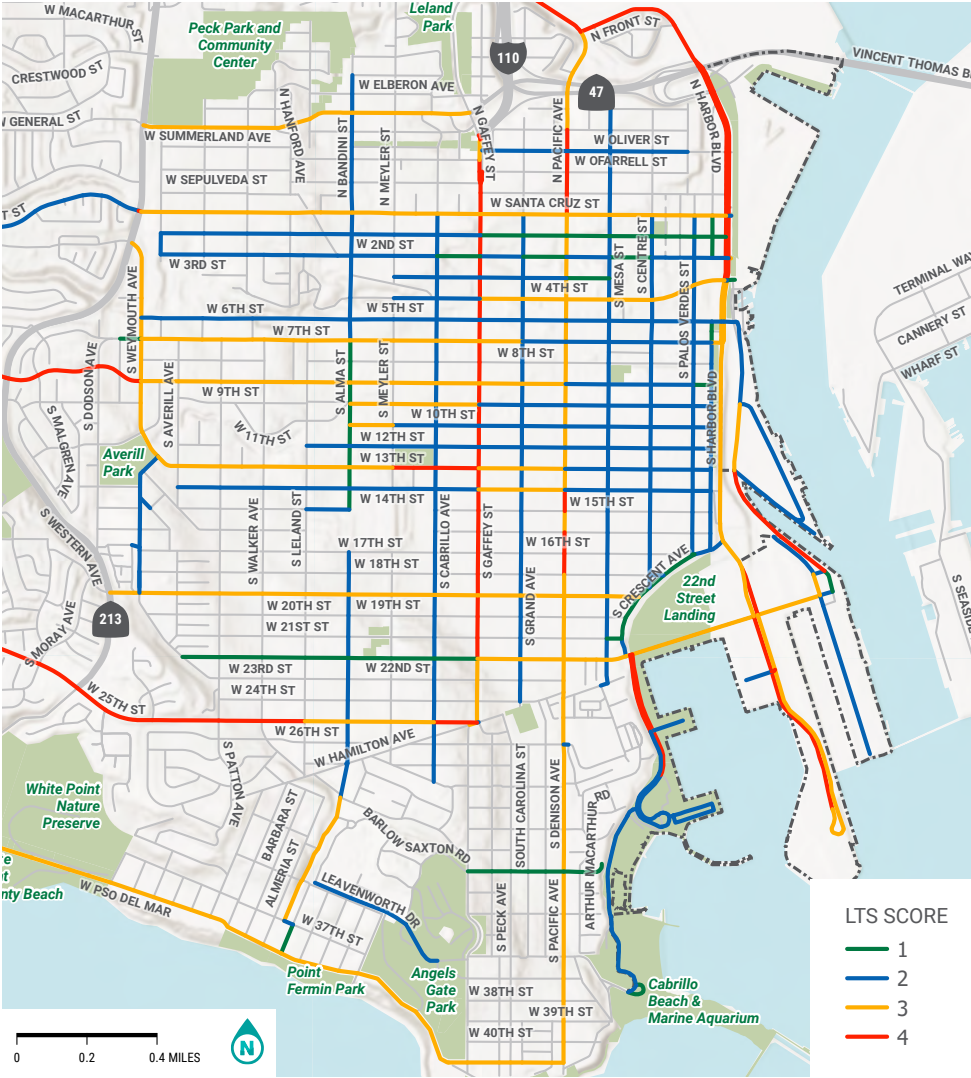 W MACARTHUR ST
Peck Park and
Community
Center
Leland
Park
N FRONT ST
110
47
VINCENT THOMAS B
CRESTWOOD ST
W ELBERON AVE
N HARBOR BLVD
W GENERAL ST
N HANFORD AVE
N BANDINI ST
N MEYLER ST
N GAFFEY ST
N PACIFIC AVE
W SUMMERLAND AVE
W OLIVER ST
W OFARRELL ST
W SEPULVEDA ST
W SANTA CRUZ ST
T ST
W 2ND ST
W 3RD ST
S MESA ST
S CENTRE ST
W 4TH ST
W 5TH ST
S PALOS VERDES ST
TERMINAL WA
S WEYMOUTH AVE
W 6TH ST
W 7TH ST
CANNERY ST
W 8TH ST
WHARF ST
S DODSON AVE
S AVERILL AVE
S ALMA ST
S MEYLER ST
W 9TH ST
S HARBOR BLVD
W 10TH ST
S MALGREN AVE
W 11TH ST
W 12TH ST
Averill
Park
W 13TH ST
W 14TH ST
W 15TH ST
S WESTERN AVE
S WALKER AVE
S LELAND ST
S CABRILLO AVE
S GAFFEY ST
W 16TH ST
W 17TH ST
W 18TH ST
S GRAND AVE
S CRESCENT AVE
22nd
Street
Landing
213
W 19TH ST
W 20TH ST
W 21ST ST
S MORAY AVE
S SEASID
W 22ND ST
W 23RD ST
W 24TH ST
W 25TH ST
W 26TH ST
W HAMILTON AVE
S PATTON AVE
White Point
Nature
Preserve
BARBARA ST
ALMERIA ST
BARLOW SAXTON RD
SOUTH CAROLINA ST
S DENISON AVE
ARTHUR MACARTHUR RD
W PSO DEL MAR
nty Beach
LEAVENWORTH DR
W 37TH ST
S PECK AVE
S PACIFIC AVE
Point
Fermin Park
Angels
Gate
Park
W 38TH ST
W 39TH ST
W 40TH ST
Cabrillo
Beach &
Marine Aquarium
LTS SCORE
1
2
3
4
0 0.2 0.4 MILES
N